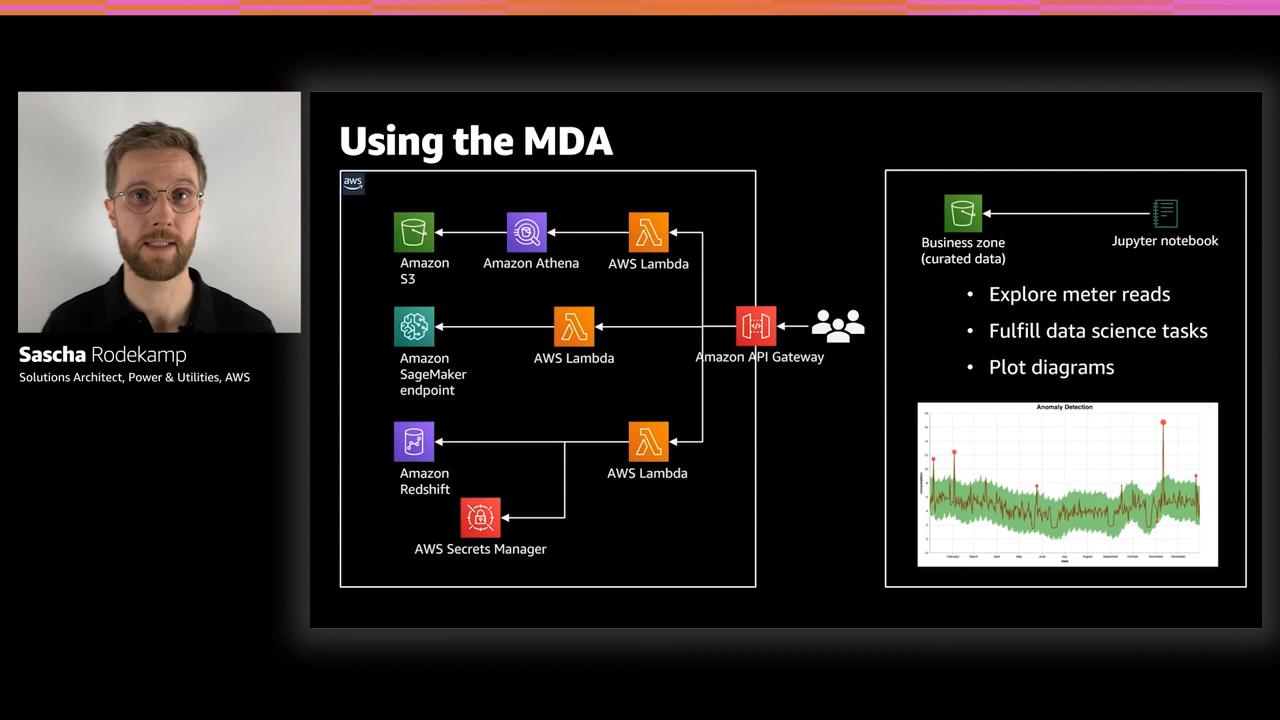 Using the MDA
aws
Amazon
S3
Amazon Athena
AWS Lambda
Amazon
SageMaker
endpoint
AWS Lambda
Amazon API Gateway
Amazon
Redshift
AWS Lambda
AWS Secrets Manager
Business zone
(curated data)
Jupyter notebook
• Explore meter reads
• Fulfill data science tasks
• Plot diagrams
Anomaly Detection
Sascha Rodekamp
Solutions Architect, Power & Utilities, AWS